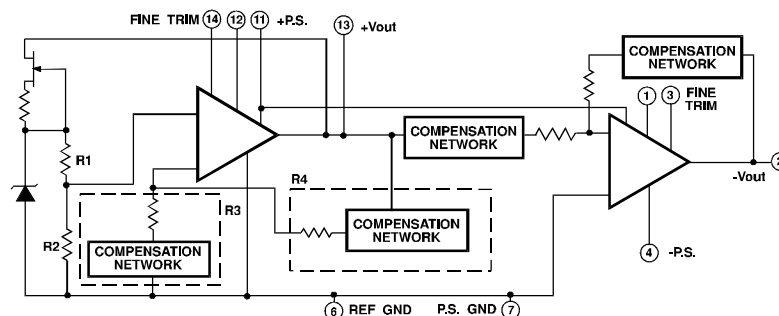 FINE TRIM 14 12 11 +P.S.
13 +Vout
COMPENSATION
NETWORK
1 3 FINE
TRIM
R1
COMPENSATION
NETWORK
2
-Vout
R4
R3
COMPENSATION
NETWORK
R2
COMPENSATION
NETWORK
4 -P.S.
6 REF GND
P.S. GND 7